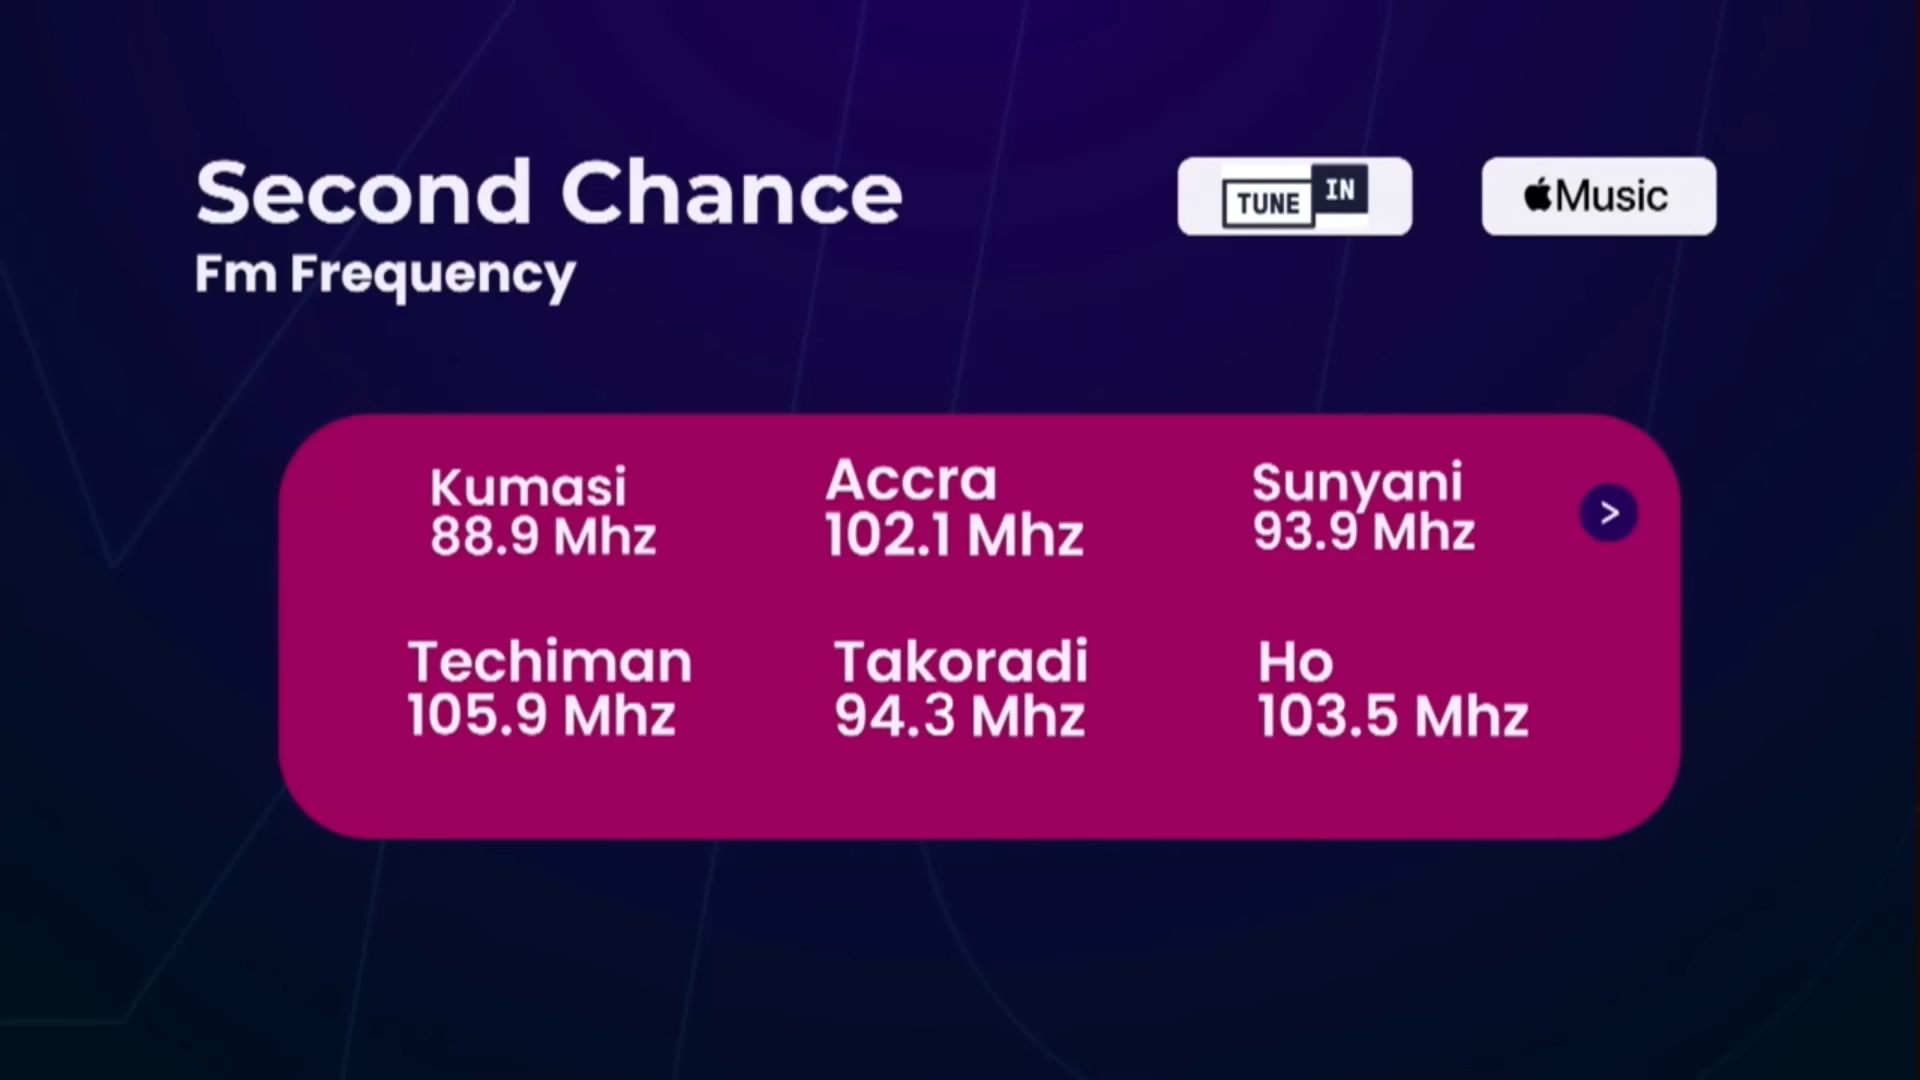 Second Chance
Fm Frequency
TUNE IN
Music
Kumasi
88.9 Mhz
Accra
102.1 Mhz
Sunyani
93.9 Mhz
>
Techiman
105.9 Mhz
Takoradi
94.3 Mhz
Ho
103.5 Mhz